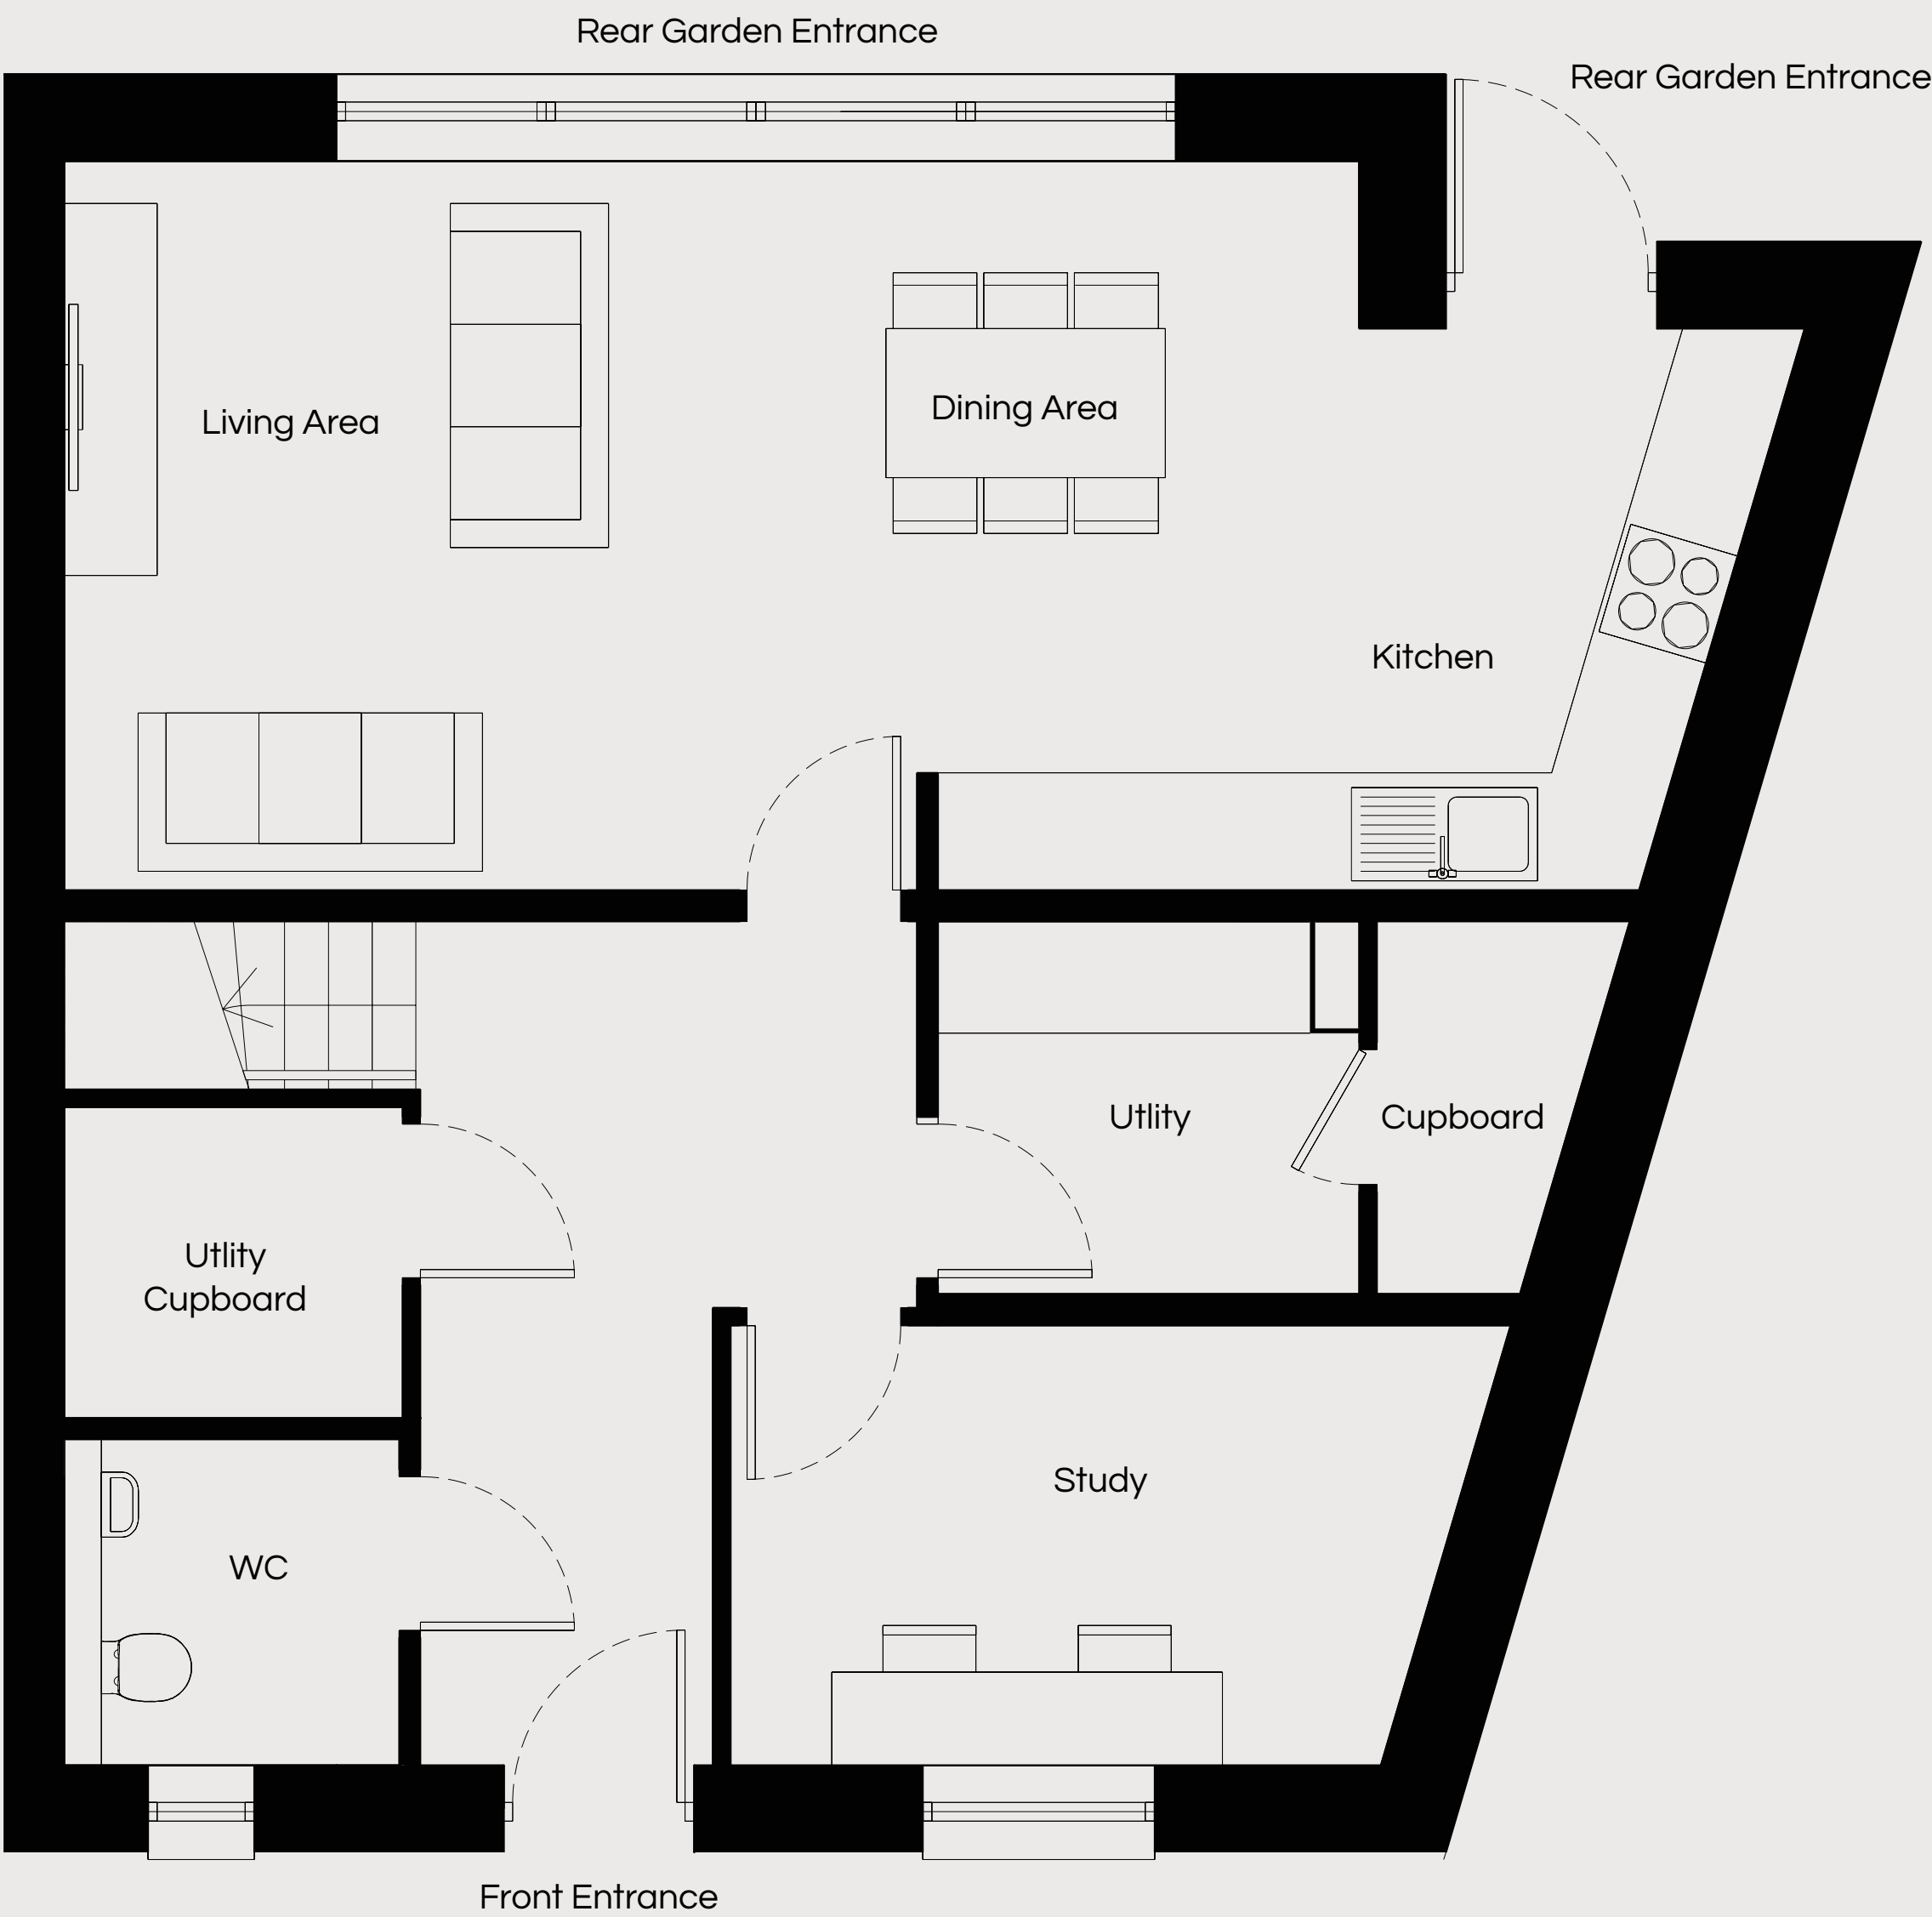 Rear Garden Entrance
Rear Garden Entrance
Living Area
Dining Area
Kitchen
Utlity
Cupboard
Utlity
Cupboard
Study
WC
Front Entrance